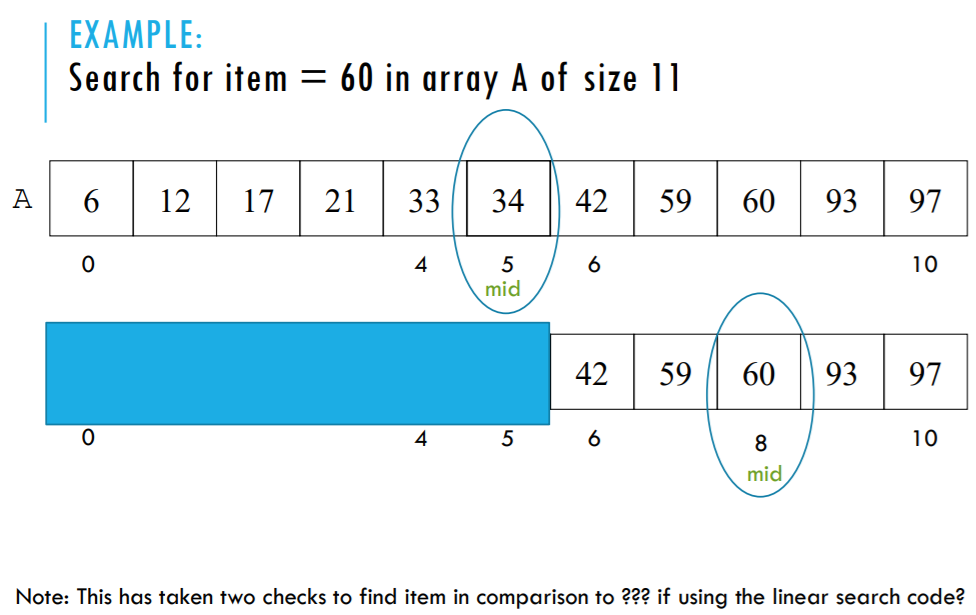 EXAMPLE:
Search for item = 60 in array A of size 11
A 6 12 17 21 33 34 42 59 60 93 97
0 4 5 6 10
mid
42 59 60 93 97
0 4 5 6 8 10
mid
Note: This has taken two checks to find item in comparison to ??? if using the linear search code?